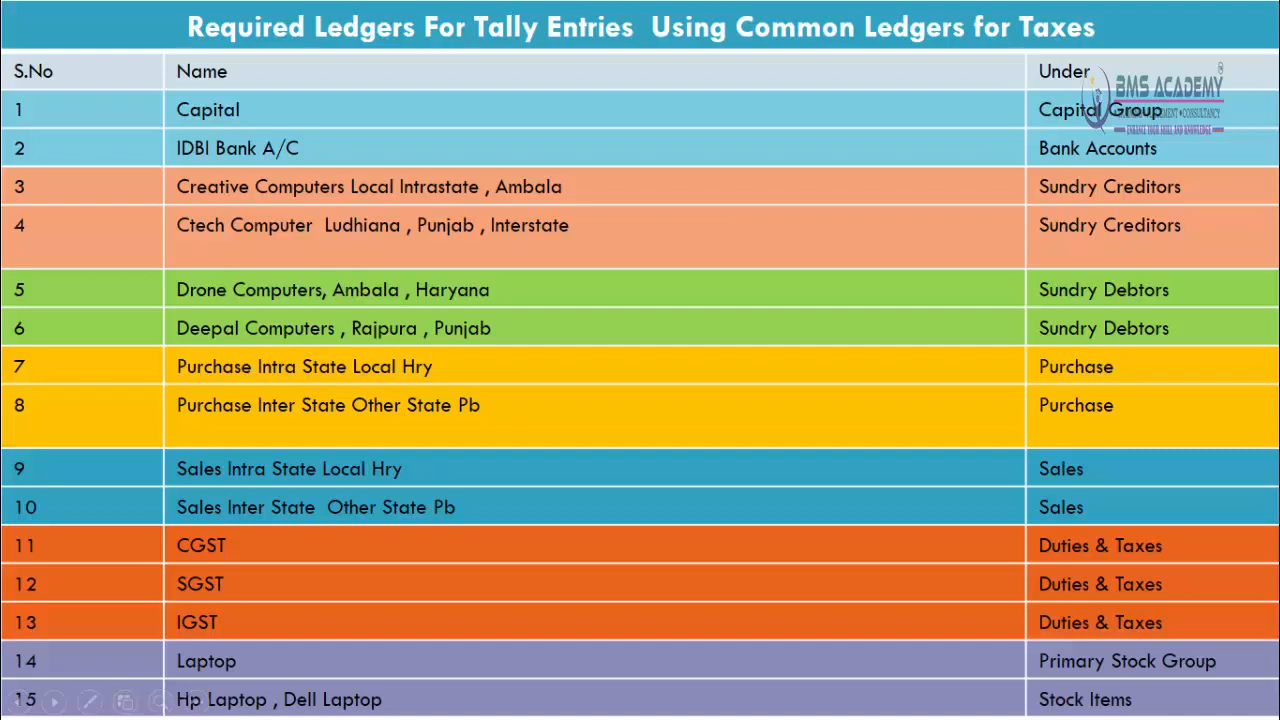 Required Ledgers For Tally Entries Using Common Ledgers for Taxes
S.No Name Under
1 Capital Capital Group
2 IDBI Bank A/C Bank Accounts
3 Creative Computers Local Intrastate , Ambala Sundry Creditors
4 Ctech Computer Ludhiana , Punjab , Interstate Sundry Creditors
5 Drone Computers, Ambala , Haryana Sundry Debtors
6 Deepal Computers , Rajpura , Punjab Sundry Debtors
7 Purchase Intra State Local Hry Purchase
8 Purchase Inter State Other State Pb Purchase
9 Sales Intra State Local Hry Sales
10 Sales Inter State Other State Pb Sales
11 CGST Duties & Taxes
12 SGST Duties & Taxes
13 IGST Duties & Taxes
14 Laptop Primary Stock Group
15 Hp Laptop , Dell Laptop Stock Items
BMS ACADEMY
ENHANCE YOUR SKILL AND KNOWLEDGE